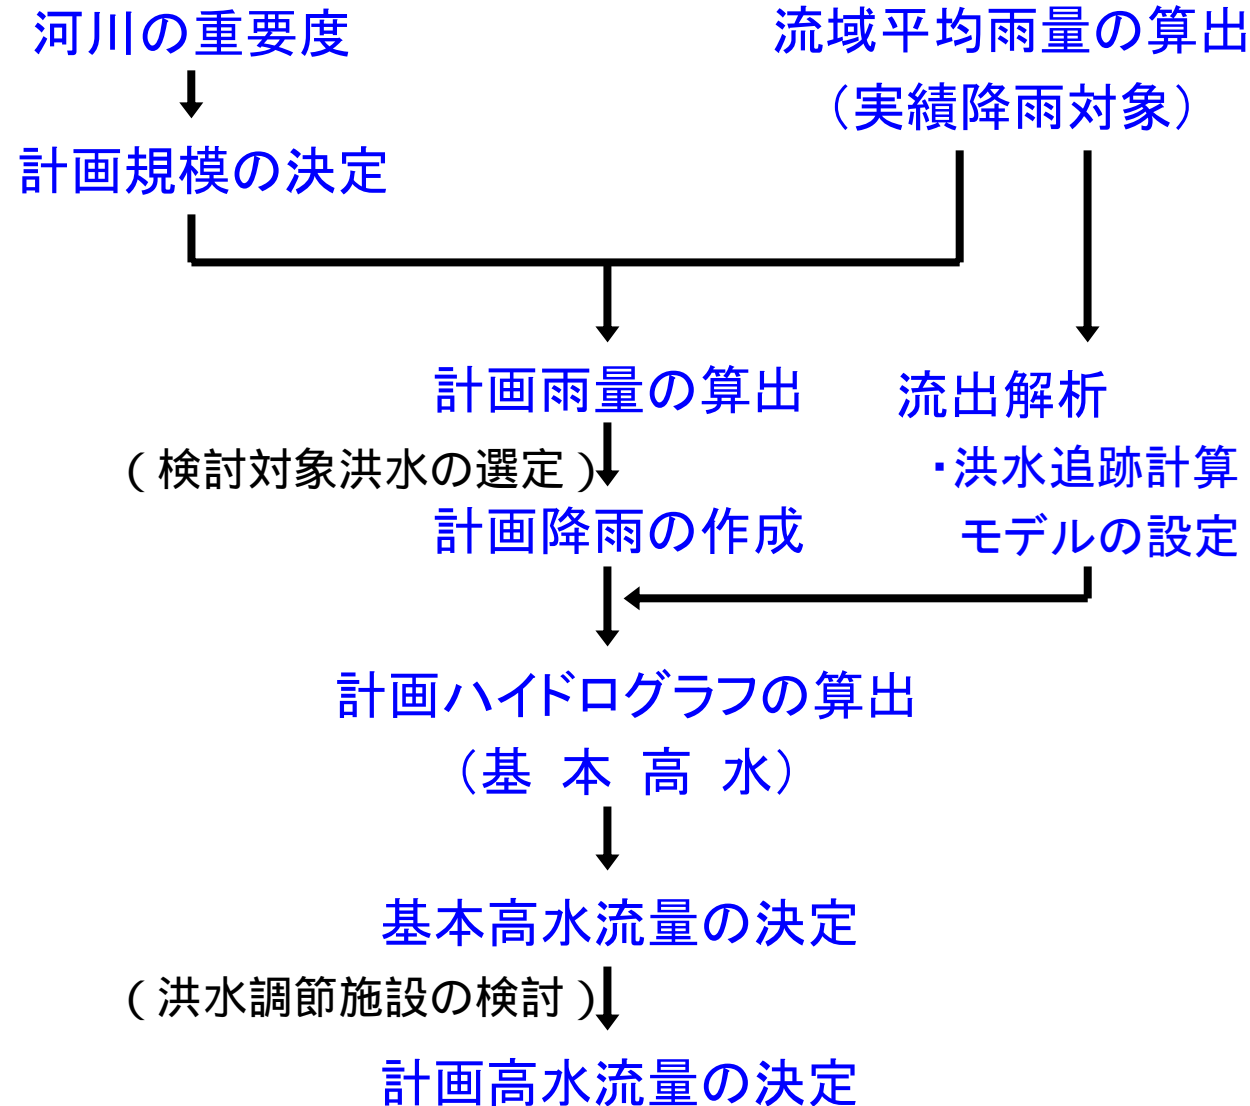 河川の重要度
流域平均雨量の算出
（実績降雨対象）
計画規模の決定
計画雨量の算出
流出解析
（検討対象洪水の選定）
・洪水追跡計算
計画降雨の作成
モデルの設定
計画ハイドログラフの算出
（基 本 高 水）
基本高水流量の決定
（洪水調節施設の検討）
計画高水流量の決定